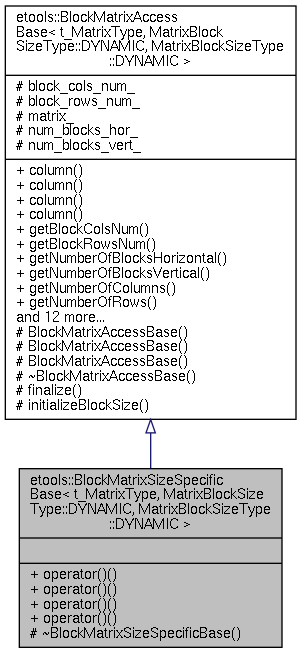 etools::BlockMatrixAccess
Base< t_MatrixType, MatrixBlock
SizeType::DYNAMIC, MatrixBlockSizeType
::DYNAMIC >
# block_cols_num_
# block_rows_num_
# matrix_
# num_blocks_hor_
# num_blocks_vert_
+ column()
+ column()
+ column()
+ column()
+ getBlockColsNum()
+ getBlockRowsNum()
+ getNumberOfBlocksHorizontal()
+ getNumberOfBlocksVertical()
+ getNumberOfColumns()
+ getNumberOfRows()
and 12 more...
# BlockMatrixAccessBase()
# BlockMatrixAccessBase()
# BlockMatrixAccessBase()
# ~BlockMatrixAccessBase()
# finalize()
# initializeBlockSize()
etools::BlockMatrixSizeSpecific
Base< t_MatrixType, MatrixBlockSize
Type::DYNAMIC, MatrixBlockSizeType
::DYNAMIC >
+ operator()()
+ operator()()
+ operator()()
+ operator()()
# ~BlockMatrixSizeSpecificBase()